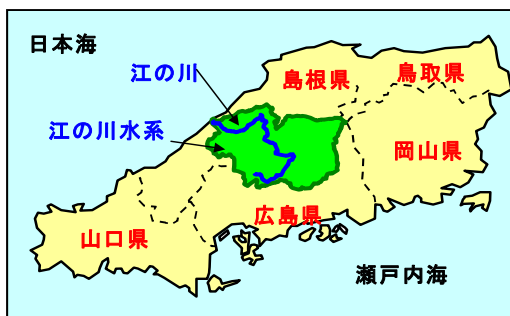 日本海
江の川
島根県
鳥取県
江の川水系
岡山県
広島県
山口県
瀬戸内海